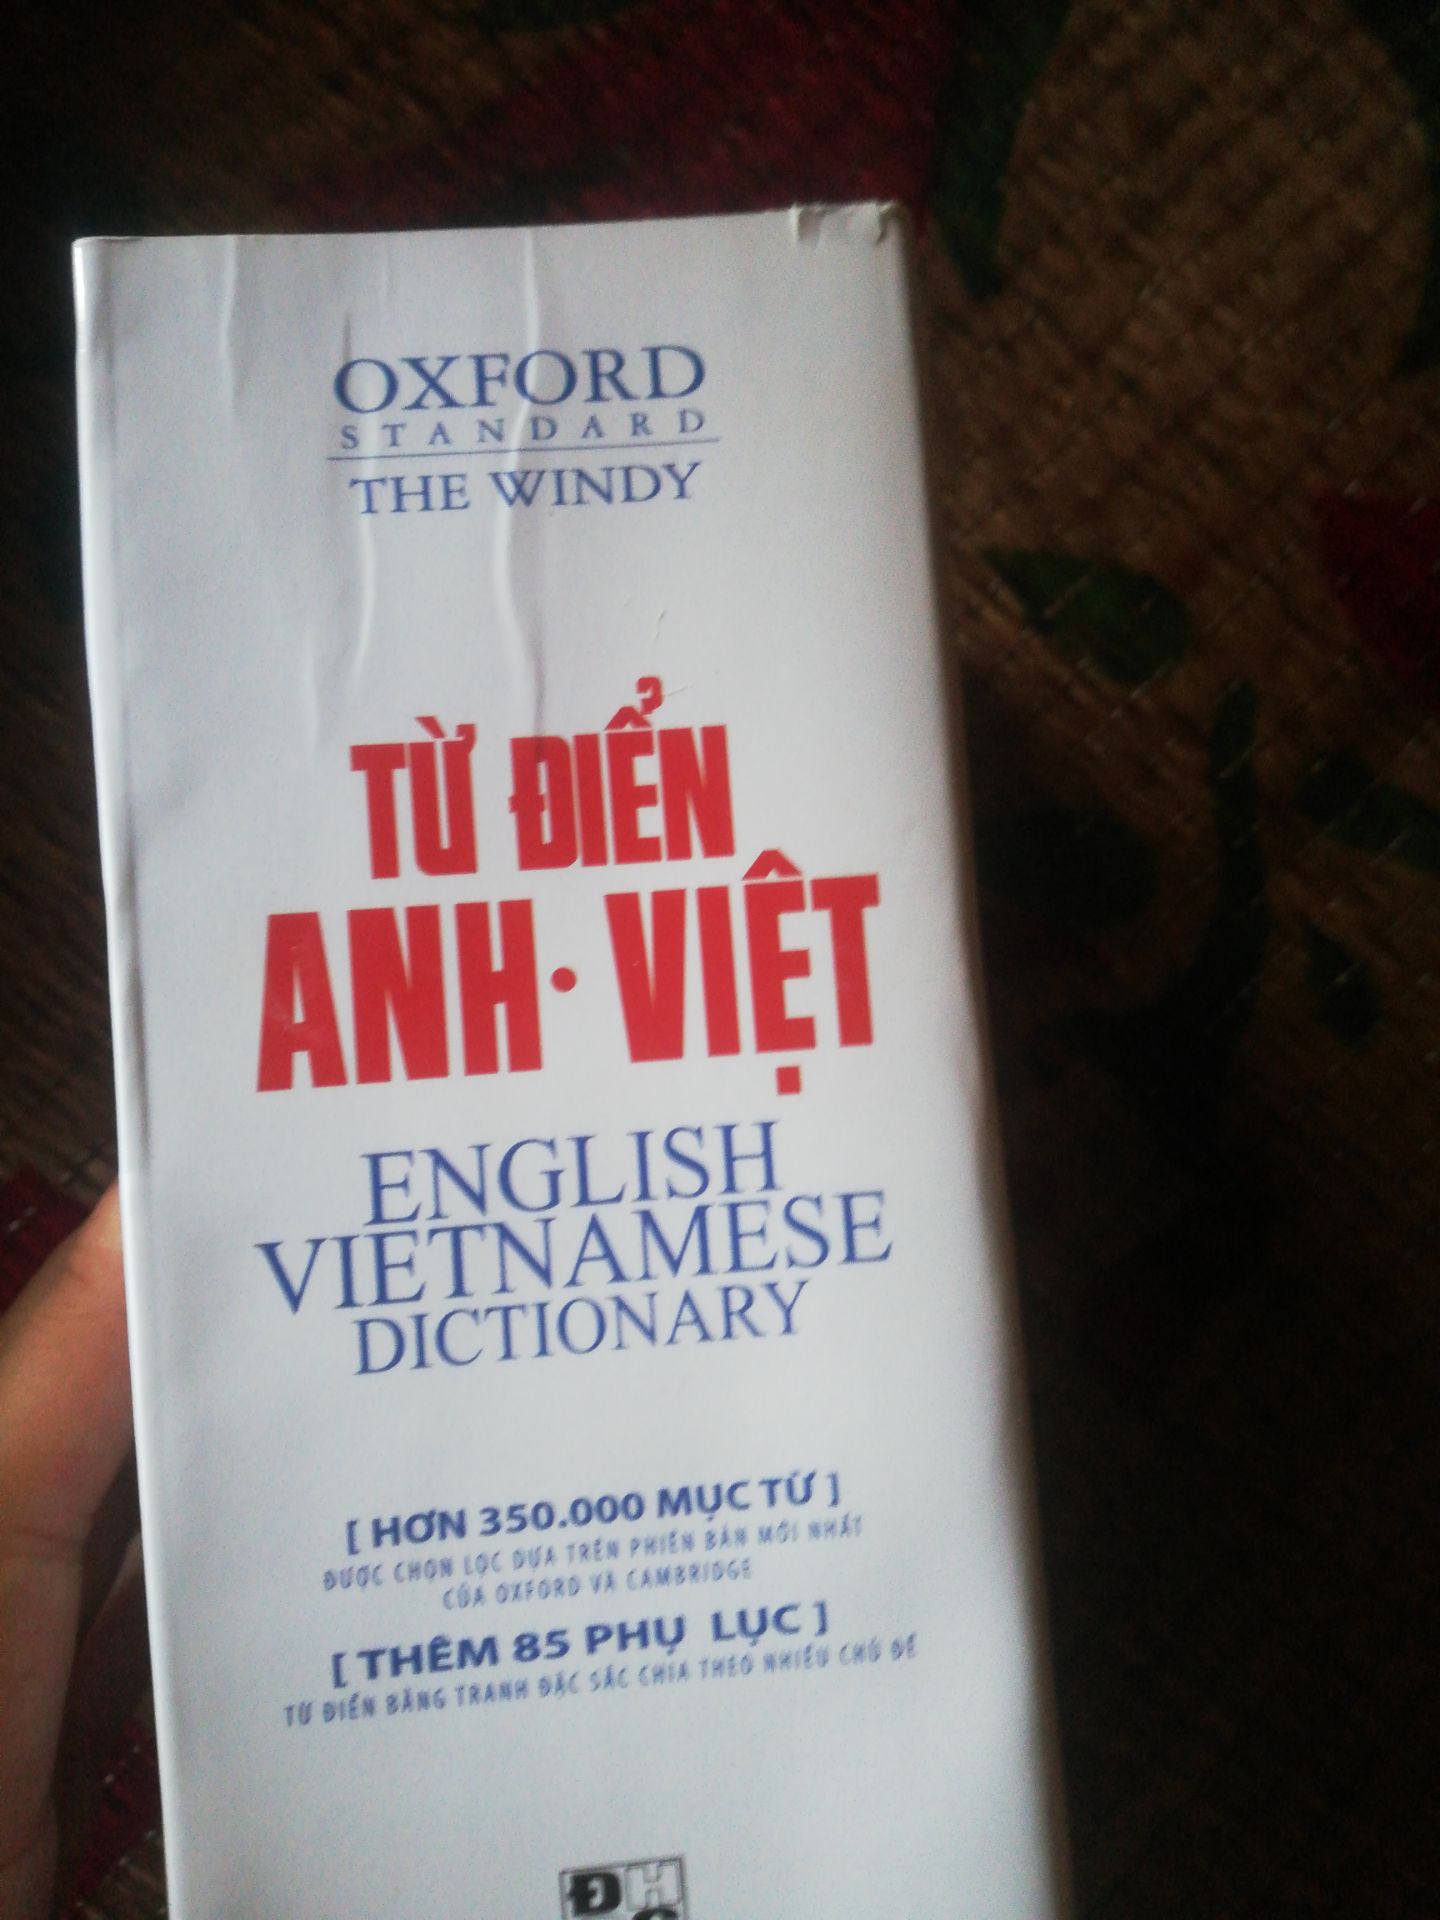 OXFORD
STANDARD
THE WINDY
TỪ ĐIỂN
ANH·VIỆT
ENGLISH
VIETNAMESE
DICTIONARY
[ HƠN 350.000 MỤC TỪ ]
ĐƯỢC CHỌN LỌC DỰA TRÊN PHIÊN BẢN MỚI NHẤT
CỦA OXFORD VÀ CAMBRIDGE
[ THÊM 85 PHỤ LỤC ]
TỪ ĐIỂN BẰNG TRANH ĐẶC SẮC CHIA THEO NHIỀU CHỦ ĐỀ
ĐH